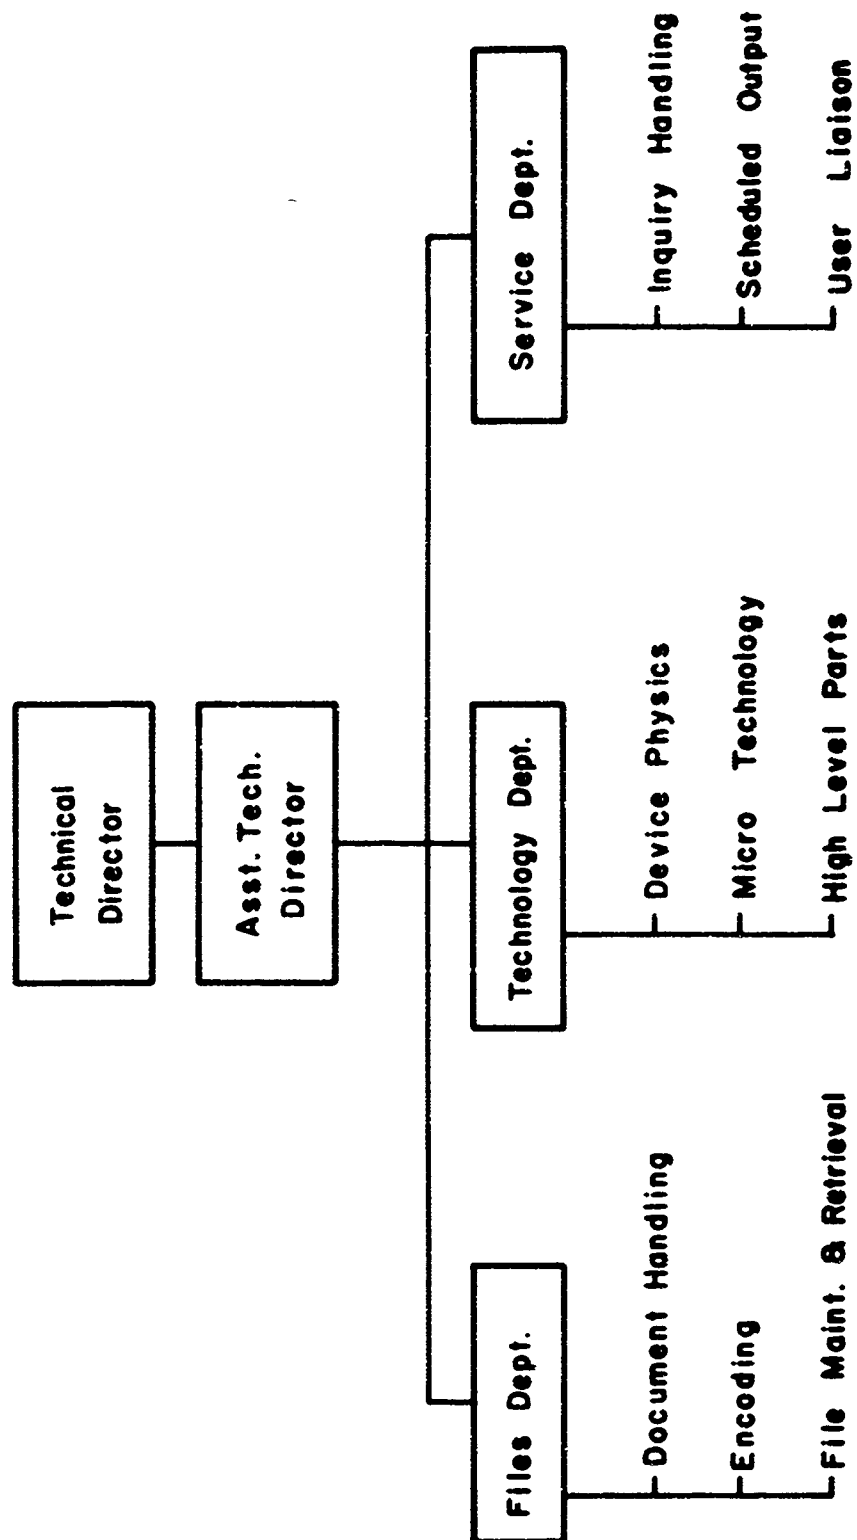 Technical
Director
Asst. Tech.
Director
Files Dept.
Document Handling
Encoding
File Maint. & Retrieval
Technology Dept.
Device Physics
Micro Technology
High Level Parts
Service Dept.
Inquiry Handling
Scheduled Output
User Liaison